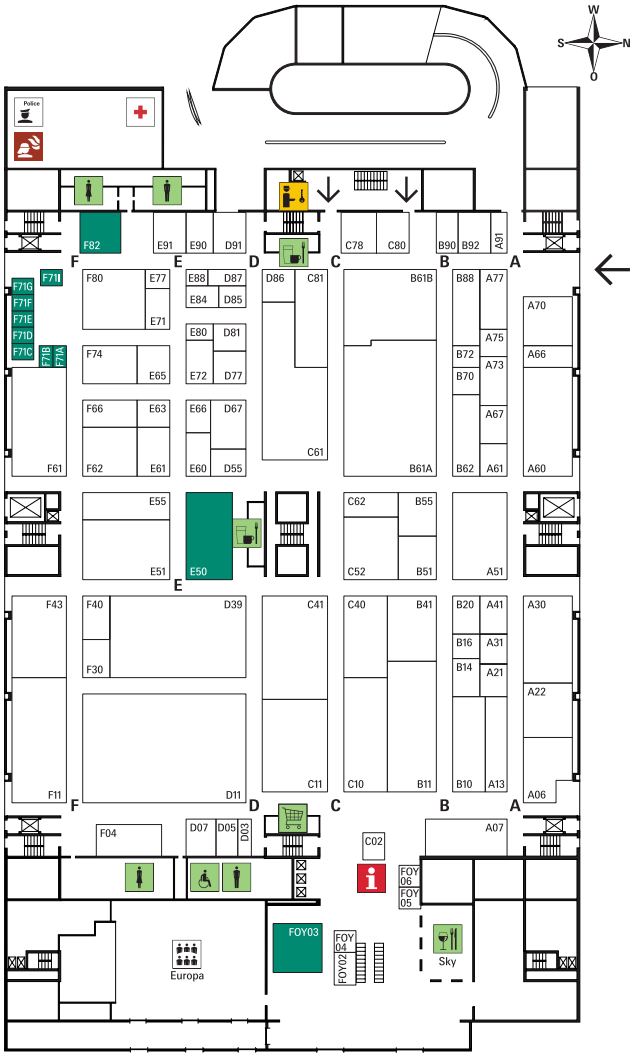 W
S N
O
Police
F82
E91
E90
D91
C78
C80
B90
B92
A91
F
E
D
C
B
A
F71I
F71G
F71F
F71E
F71D
F71C
F71B
F71A
F80
E77
E71
E88
D87
E84
D85
D86
C81
B61B
B88
A77
A70
E80
D81
A75
F74
E65
E72
D77
B72
A73
A66
B70
F66
E63
E66
D67
A67
F61
F62
E61
E60
D55
C61
B61A
B62
A61
A60
E55
C62
B55
E51
E50
C52
B51
A51
E
F43
F40
D39
C41
C40
B41
B20
A41
A30
B16
A31
F30
B14
A21
A22
F11
D11
C11
C10
B11
B10
A13
A06
F
D
C
B
A
F04
D07
D05
D03
C02
A07
i
FOY
06
FOY
05
FOY03
FOY
04
FOY02
Europa
Sky